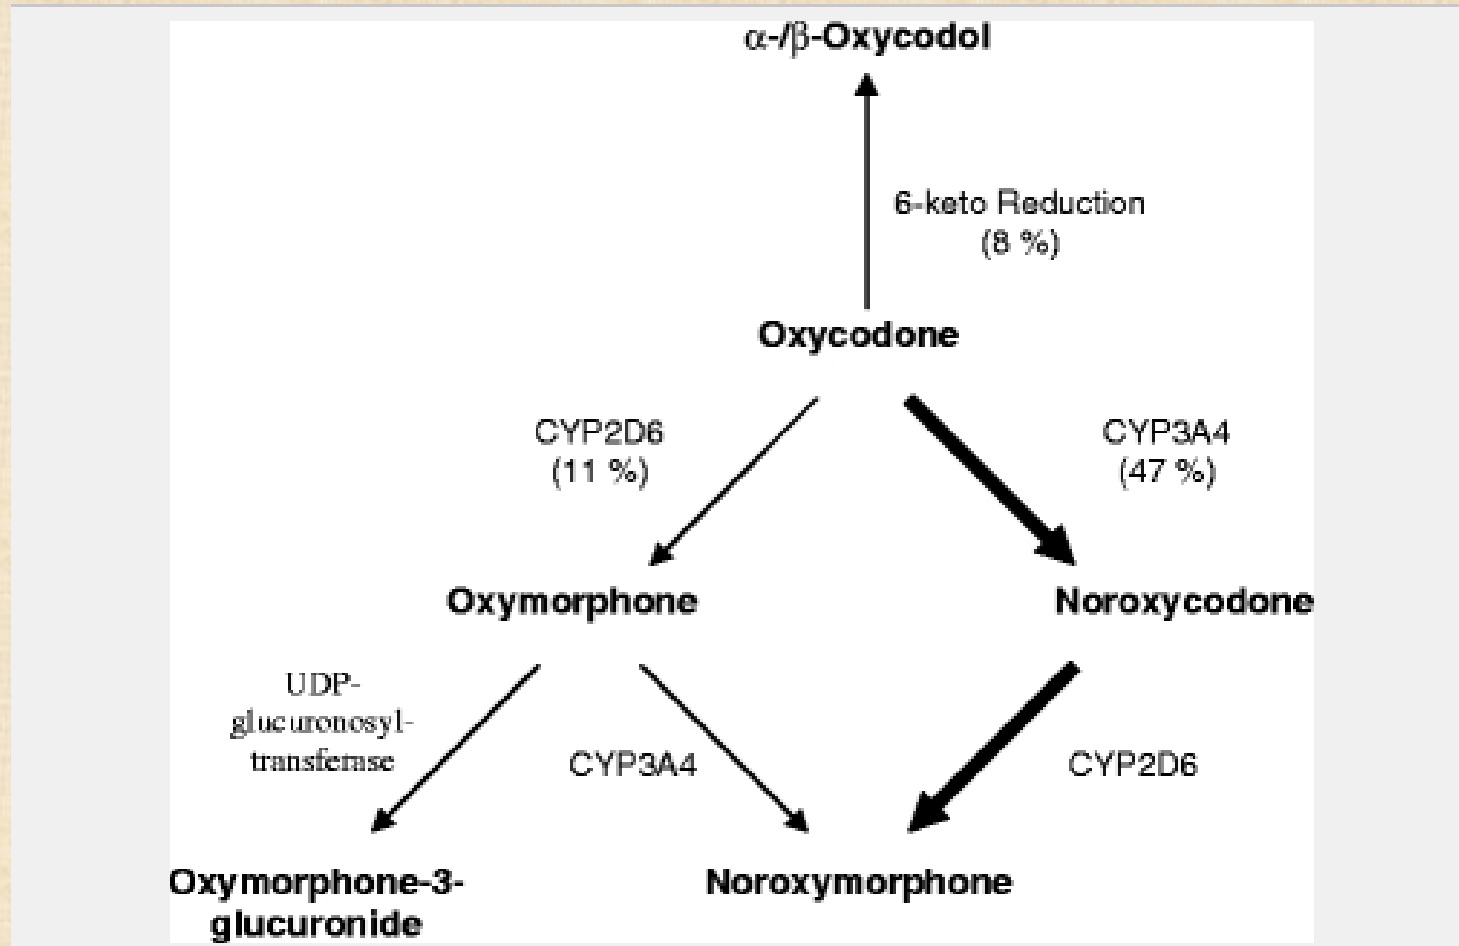 α-/β-Oxycodol
6-keto Reduction
(8 %)
Oxycodone
CYP2D6
(11 %)
CYP3A4
(47 %)
Oxymorphone
Noroxycodone
UDP-
glucuronosyl-
transferase
CYP3A4
CYP2D6
Oxymorphone-3-
glucuronide
Noroxymorphone